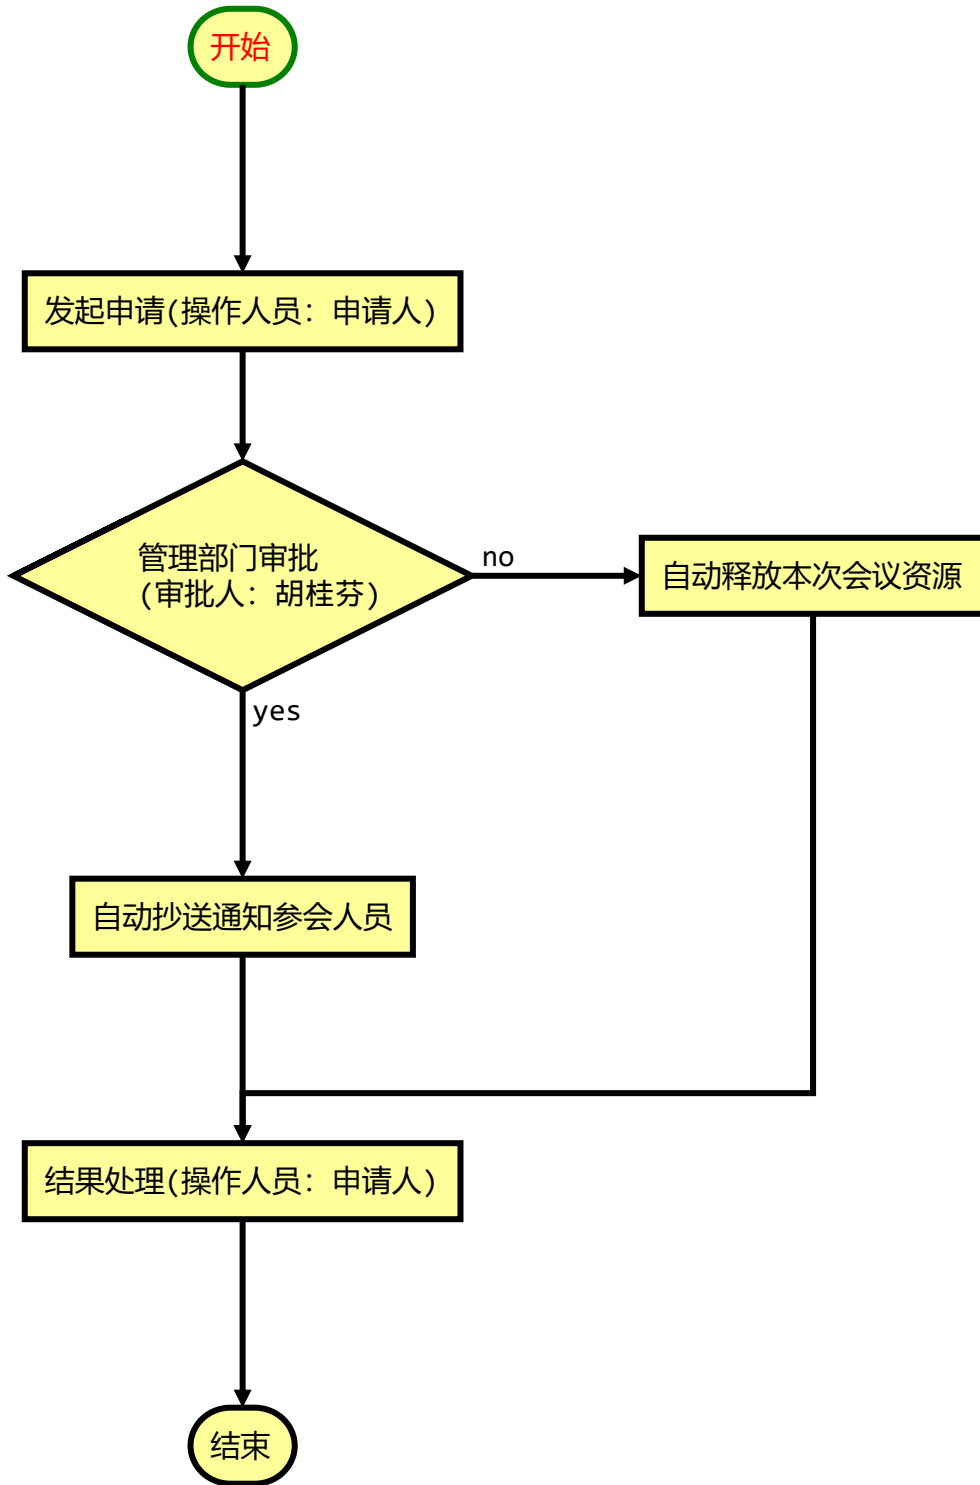 开始
发起申请(操作人员：申请人)
管理部门审批
(审批人：胡桂芬)
no
自动释放本次会议资源
yes
自动抄送通知参会人员
结果处理(操作人员：申请人)
结束